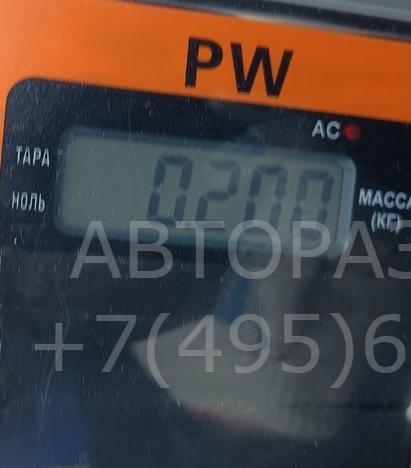 PW
AC
ТАРА
0200
НОЛЬ
МАССА
(КГ)
АВТОРАЗ
+7(495)6